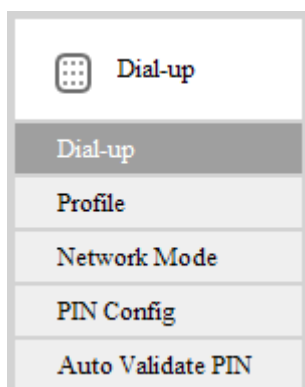 Dial-up
Dial-up
Profile
Network Mode
PIN Config
Auto Validate PIN